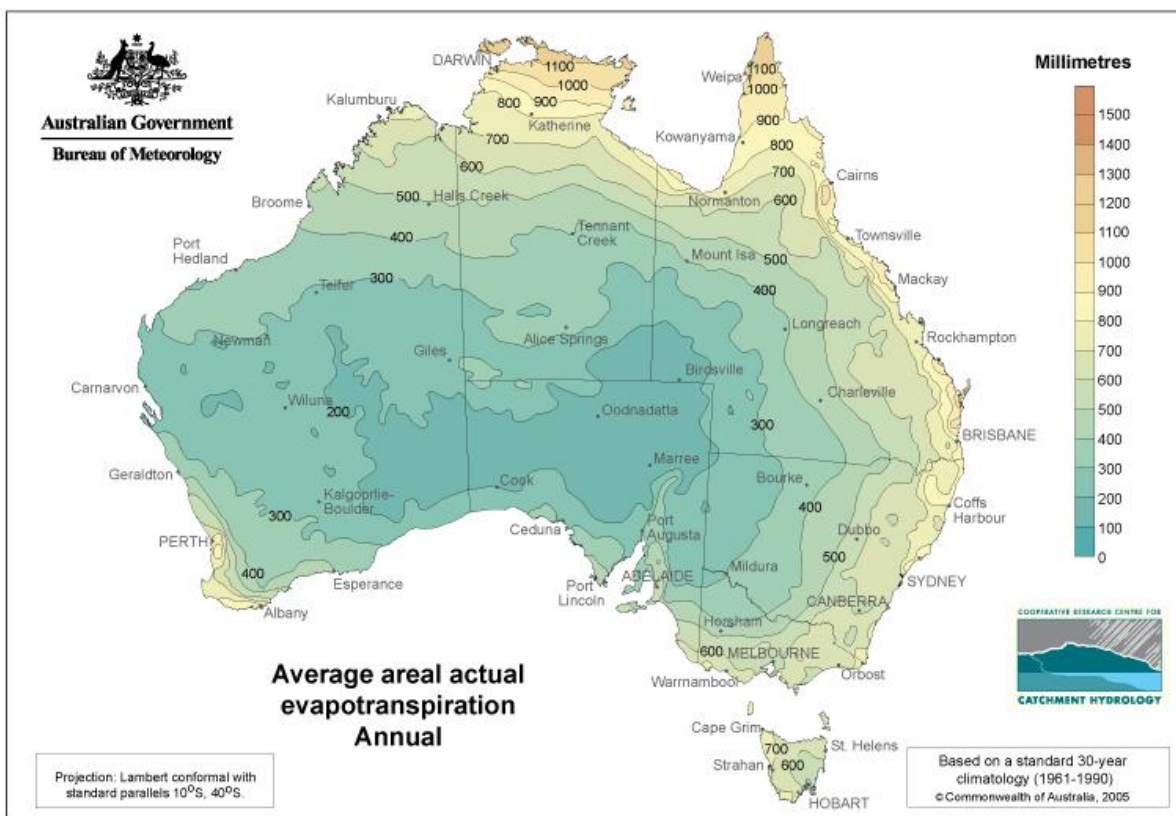 Australian Government
Bureau of Meteorology
DARWIN
1100
1000
900
800
Katherine
Kalumburu
700
600
500
Halls Creek
Broome
400
Port
Hedland
300
Telfer
Newman
Tennant
Creek
Weipa
1100
1000
900
Kowanyama
800
700
600
Cairns
Normanton
Townsville
500
Mount Isa
400
Mackay
Longreach
Rockhampton
Giles
Alice Springs
Birdsville
Charleville
Carnarvon
Wiluna
200
Oodnadatta
300
BRISBANE
Marree
Bourke
Geraldton
Cook
400
Coffs
Harbour
Kalgoorlie-
Boulder
300
Ceduna
Port
Augusta
Dubbo
PERTH
500
400
Esperance
ADELAIDE
Mildura
SYDNEY
Albany
Port
Lincoln
CANBERRA
Horsham
600
MELBOURNE
Warrnambool
Orbost
Cape Grim
700
St. Helens
Strahan
600
HOBART
Millimetres
1500
1400
1300
1200
1100
1000
900
800
700
600
500
400
300
200
100
0
Average areal actual
evapotranspiration
Annual
Projection: Lambert conformal with
standard parallels 10°S, 40°S.
COOPERATIVE RESEARCH CENTRE FOR
CATCHMENT HYDROLOGY
Based on a standard 30-year
climatology (1961-1990)
© Commonwealth of Australia, 2005